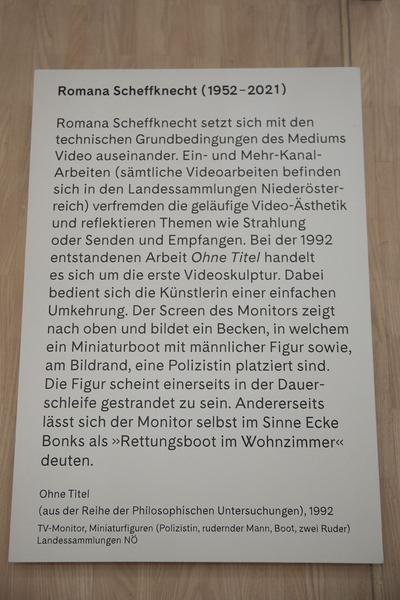 Romana Scheffknecht (1952–2021)
Romana Scheffknecht setzt sich mit den
technischen Grundbedingungen des Mediums
Video auseinander. Ein- und Mehr-Kanal-
Arbeiten (sämtliche Videoarbeiten befinden
sich in den Landessammlungen Niederöster-
reich) verfremden die geläufige Video-Ästhetik
und reflektieren Themen wie Strahlung
oder Senden und Empfangen. Bei der 1992
entstandenen Arbeit Ohne Titel handelt
es sich um die erste Videoskulptur. Dabei
bedient sich die Künstlerin einer einfachen
Umkehrung. Der Screen des Monitors zeigt
nach oben und bildet ein Becken, in welchem
ein Miniaturboot mit männlicher Figur sowie,
am Bildrand, eine Polizistin platziert sind.
Die Figur scheint einerseits in der Dauer-
schleife gestrandet zu sein. Andererseits
lässt sich der Monitor selbst im Sinne Ecke
Bonks als »Rettungsboot im Wohnzimmer«
deuten.
Ohne Titel
(aus der Reihe der Philosophischen Untersuchungen), 1992
TV-Monitor, Miniaturfiguren (Polizistin, rudernder Mann, Boot, zwei Ruder)
Landessammlungen NÖ